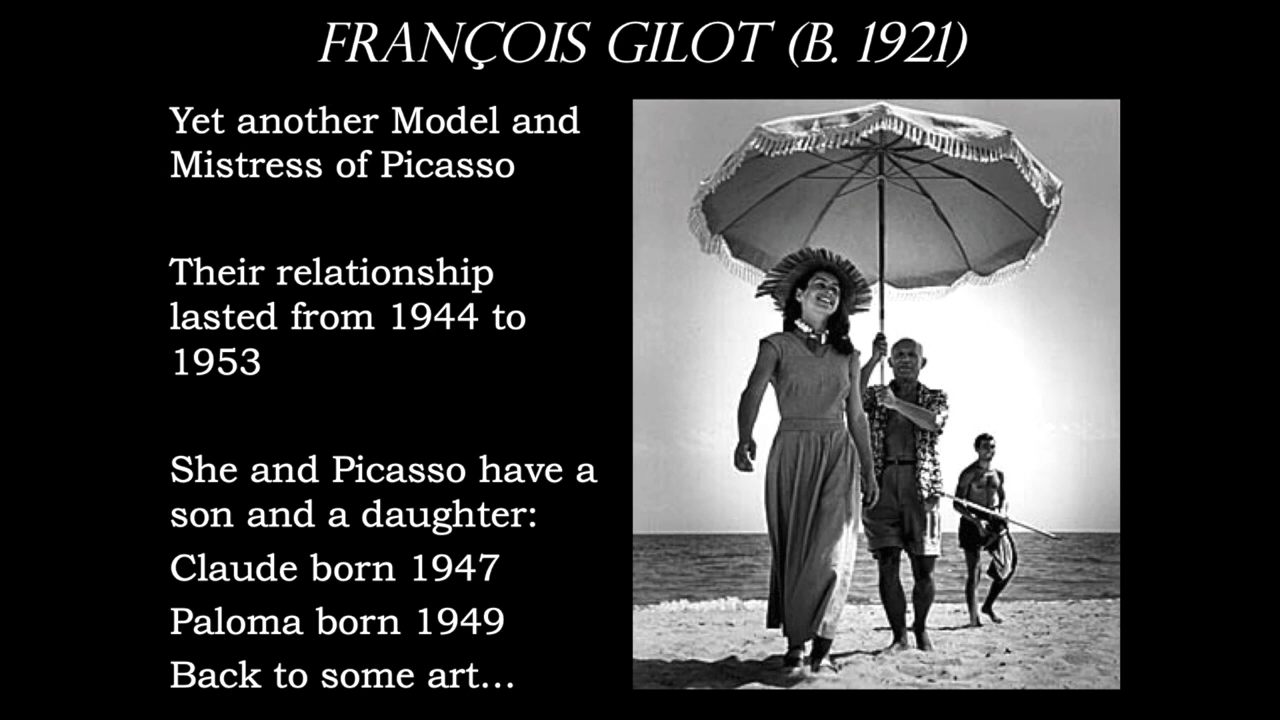 FRANÇOIS GILOT (B. 1921)
Yet another Model and
Mistress of Picasso
Their relationship
lasted from 1944 to
1953
She and Picasso have a
son and a daughter:
Claude born 1947
Paloma born 1949
Back to some art…